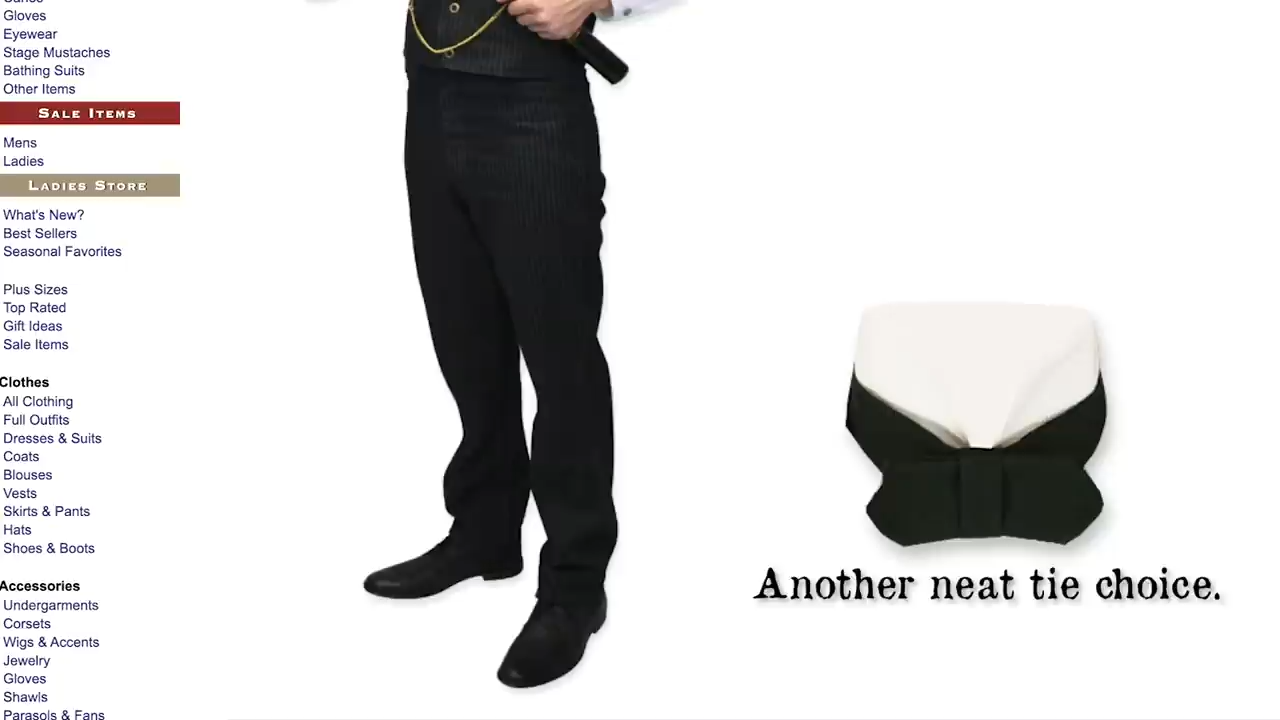 Gloves
Eyewear
Stage Mustaches
Bathing Suits
Other Items
Sale Items
Mens
Ladies
Ladies Store
What's New?
Best Sellers
Seasonal Favorites
Plus Sizes
Top Rated
Gift Ideas
Sale Items
Clothes
All Clothing
Full Outfits
Dresses & Suits
Coats
Blouses
Vests
Skirts & Pants
Hats
Shoes & Boots
Accessories
Undergarments
Corsets
Wigs & Accents
Jewelry
Gloves
Shawls
Parasols & Fans
Another neat tie choice.